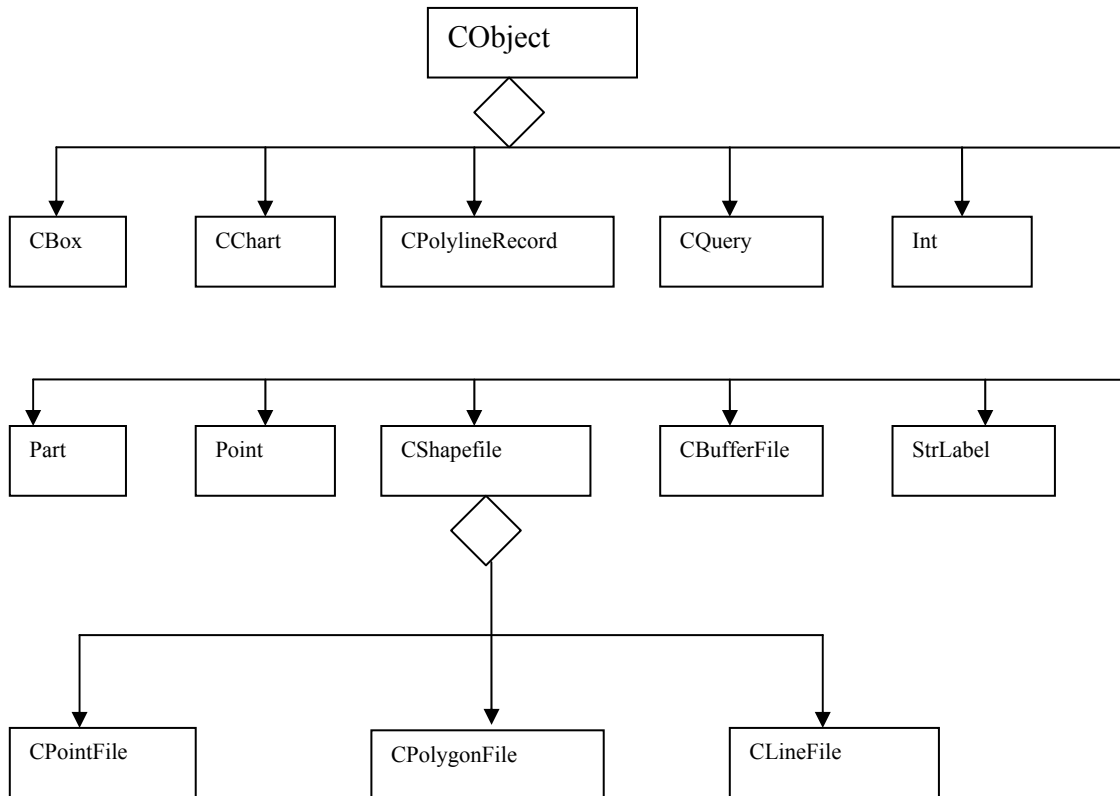 CObject
CBox CChart CPolylineRecord CQuery Int
Part Point CShapefile CBufferFile StrLabel
CPointFile CPolygonFile CLineFile